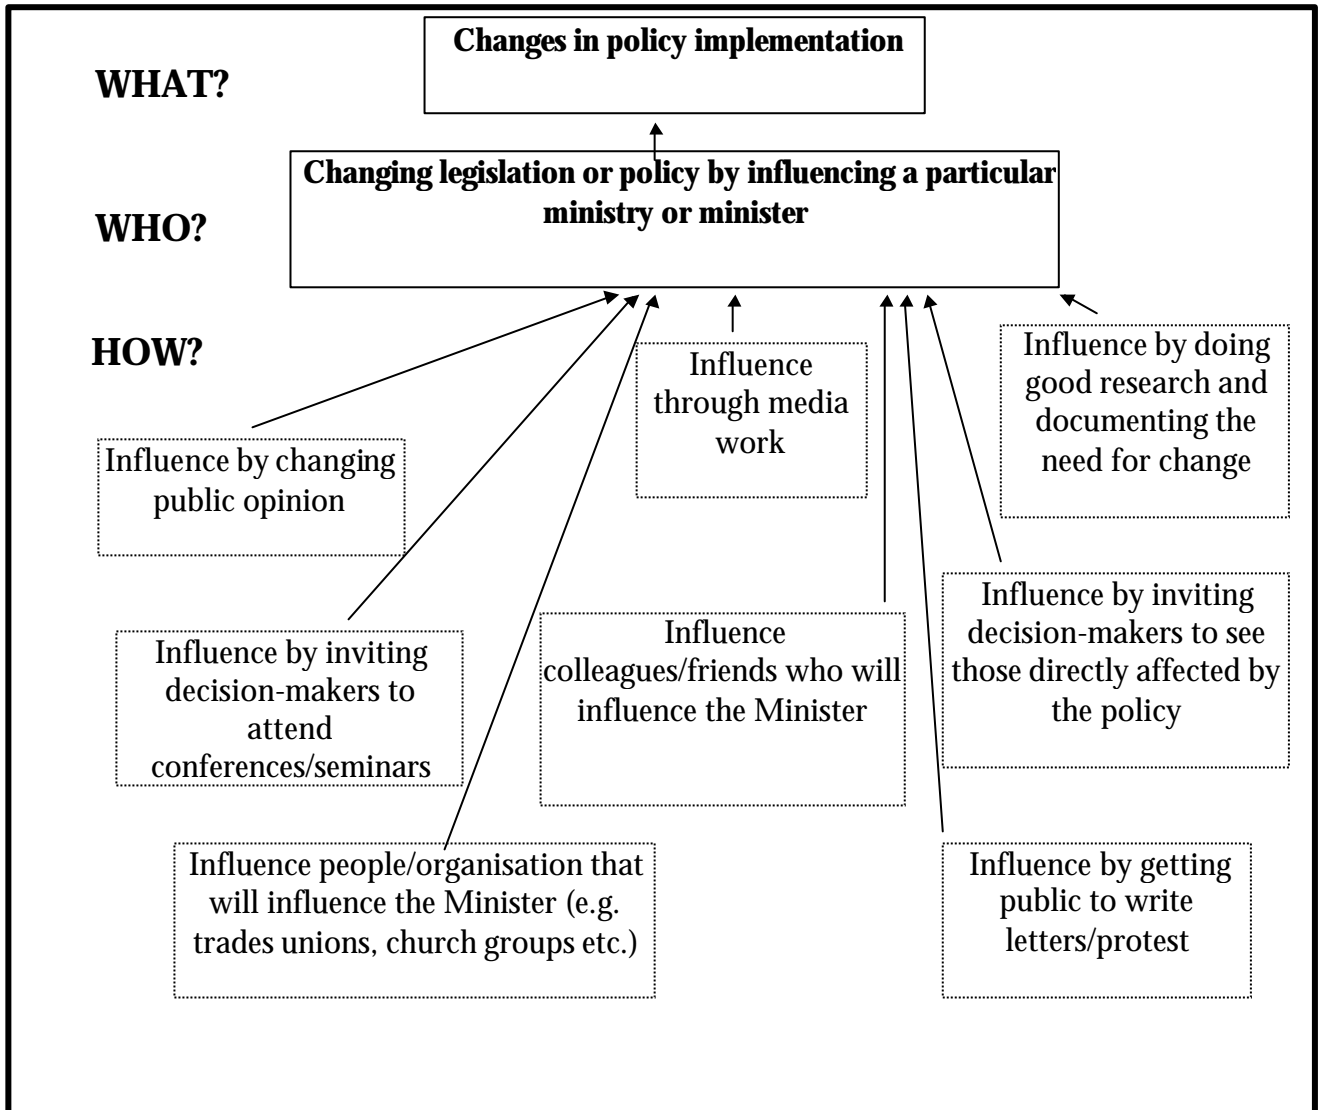 Changes in policy implementation
WHAT?
Changing legislation or policy by influencing a particular
ministry or minister
WHO?
HOW?
Influence by changing
public opinion
Influence
through media
work
Influence by doing
good research and
documenting the
need for change
Influence by inviting
decision-makers to
attend
conferences/seminars
Influence
colleagues/friends who will
influence the Minister
Influence by inviting
decision-makers to see
those directly affected by
the policy
Influence people/organisation that
will influence the Minister (e.g.
trades unions, church groups etc.)
Influence by getting
public to write
letters/protest